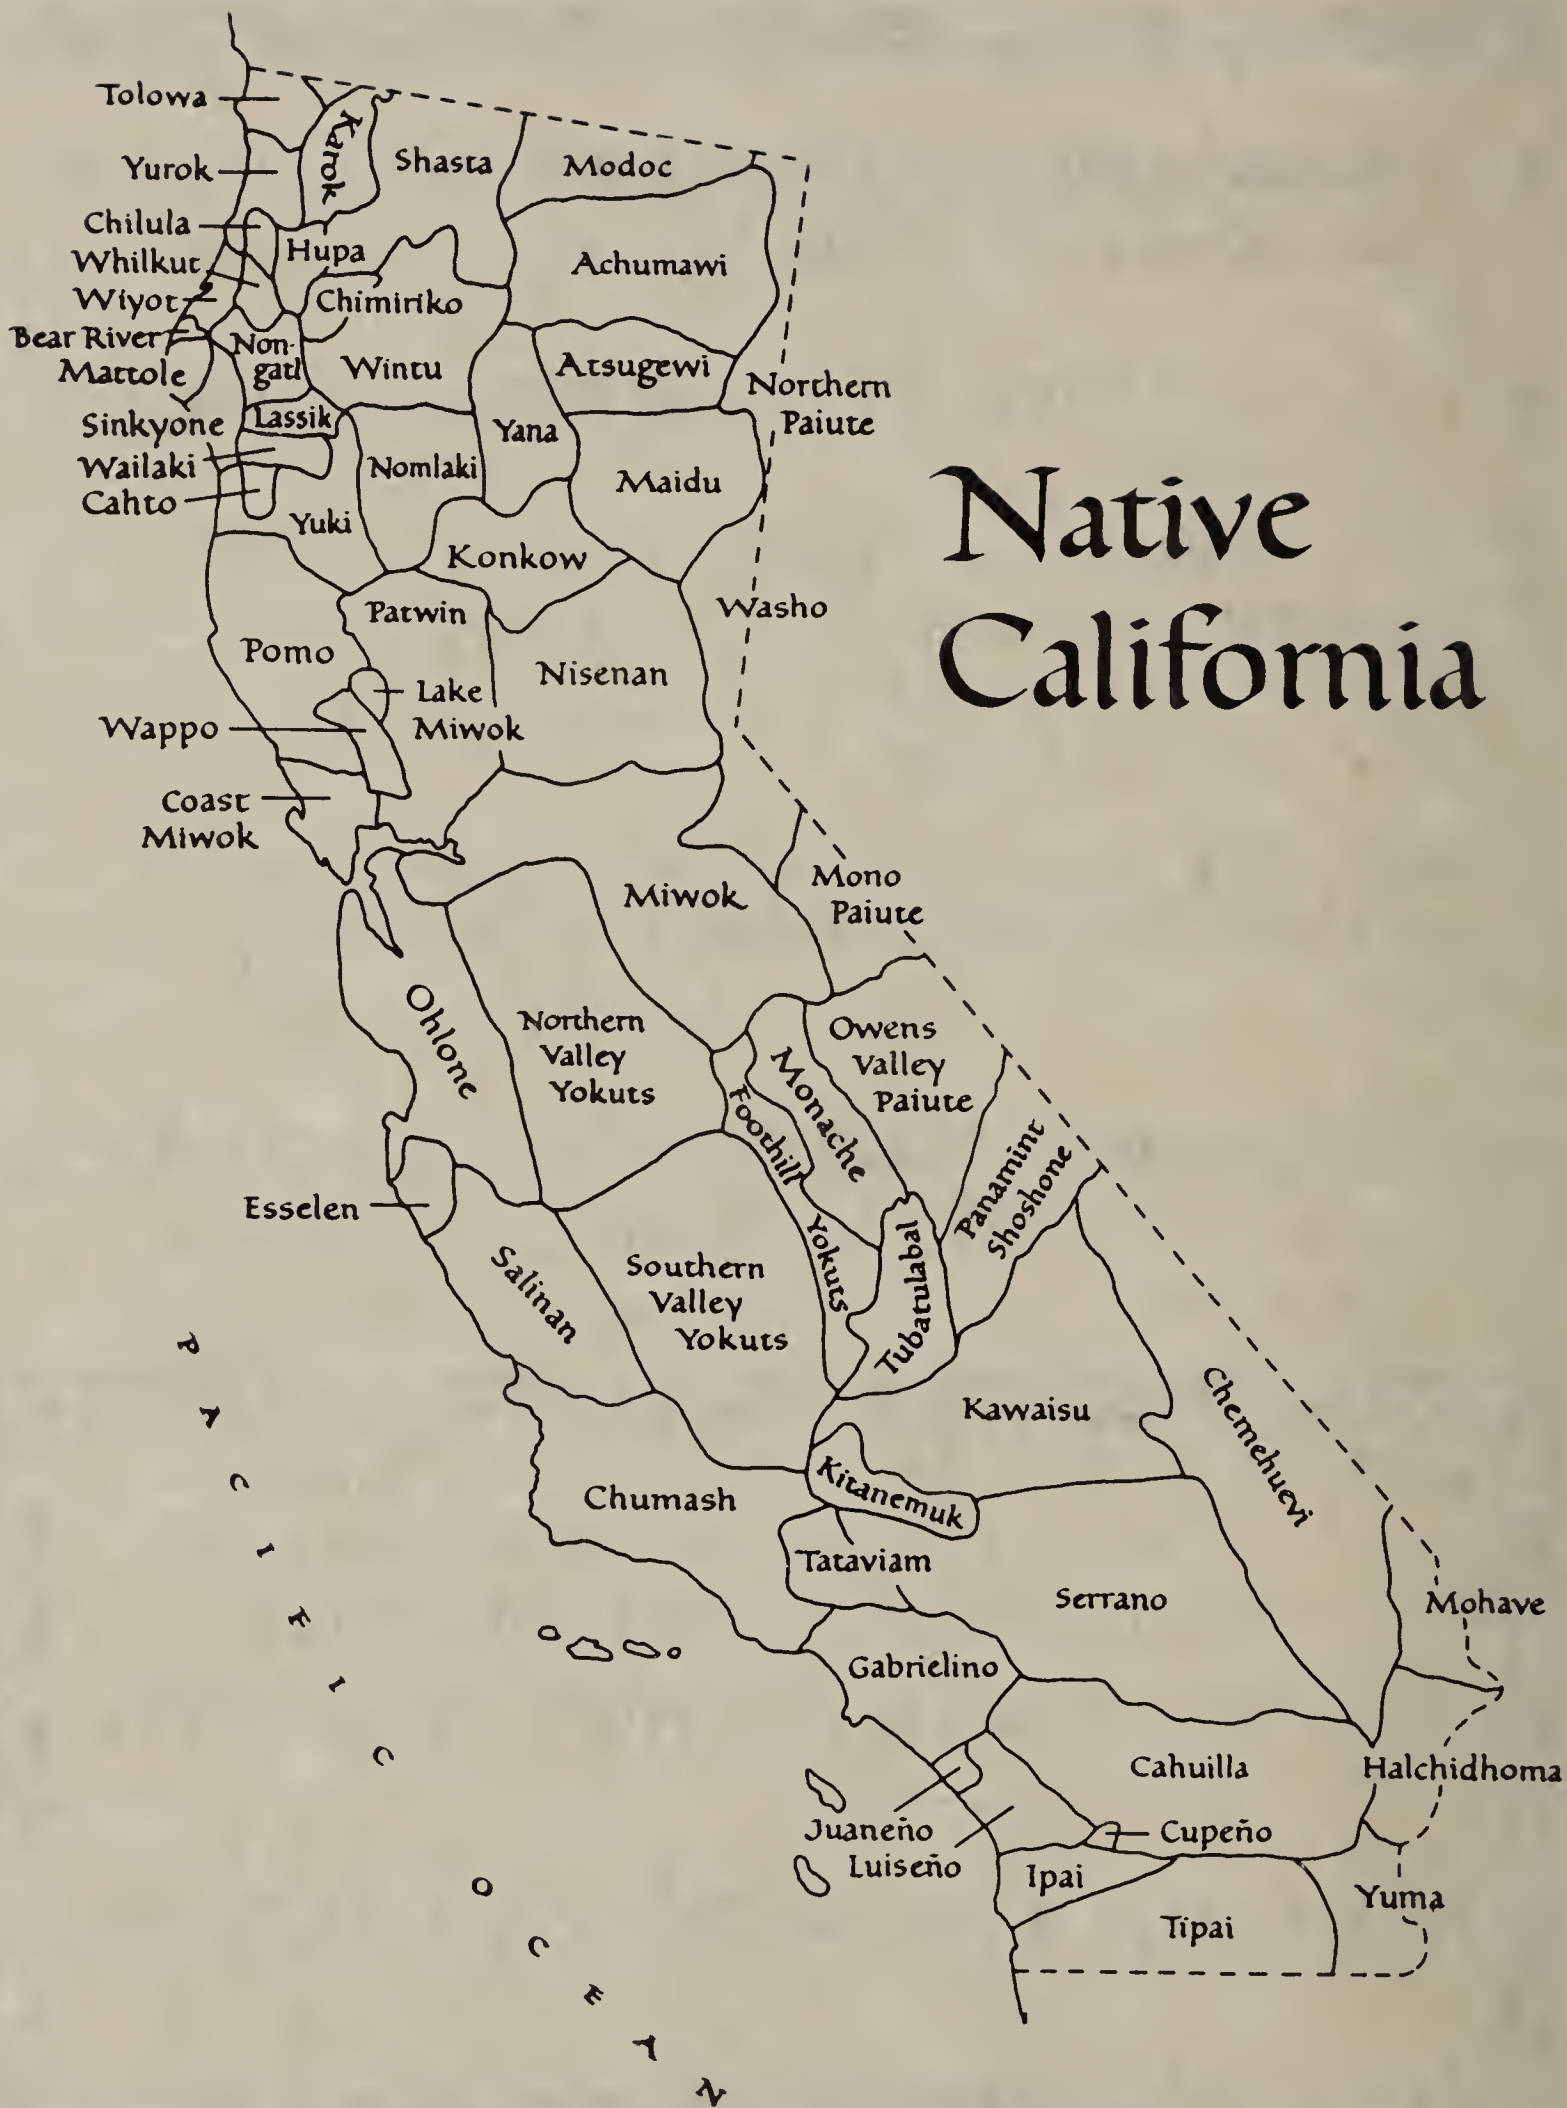 Native
California
Tolowa
Karok
Shasta
Modoc
Yurok
Chilula
Hupa
Whilkut
Achumawi
Wiyot
Chimiriko
Bear River
Non-
gatl
Mattole
Wintu
Atsugewi
Northern
Paiute
Sinkyone
Lassik
Yana
Wailaki
Nomlaki
Maidu
Cahto
Yuki
Konkow
Patwin
Washo
Pomo
Nisenan
Lake
Miwok
Wappo
Coast
Miwok
Miwok
Mono
Paiute
Ohlone
Northern
Valley
Yokuts
Owens
Valley
Paiute
Monache
Foothill
Yokuts
Panamint
Shoshone
Esselen
Salinan
Southern
Valley
Yokuts
Tubatulabal
Kawaisu
Chemehuevi
Chumash
Kitanemuk
Tataviam
Serrano
Mohave
Gabrielino
Cahuilla
Halchidhoma
Juaneño
Luiseño
Cupeño
Ipai
Tipai
Yuma
PACIFIC OCEAN